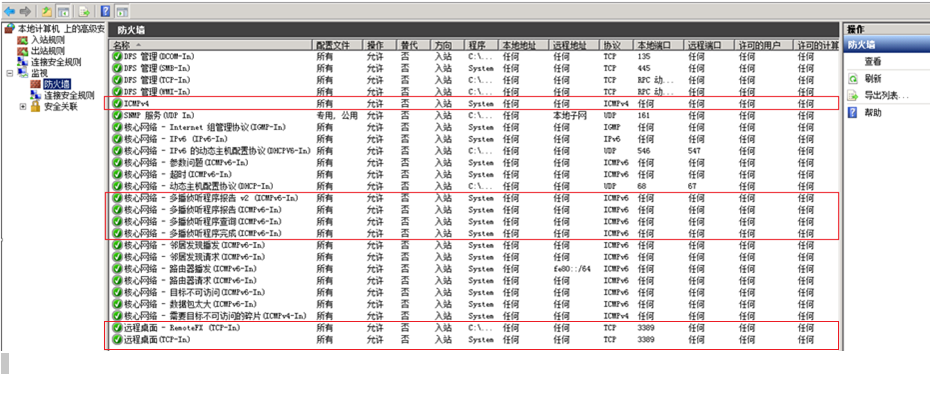 本地计算机 上的高级安
入站规则
出站规则
连接安全规则
监视
防火墙
连接安全规则
安全关联
防火墙
名称 配置文件 操作 替代 方向 程序 本地地址 远程地址 协议 本地端口 远程端口 许可的用户 许可的计算
DFS 管理(DCOM-In) 所有 允许 否 入站 C:\... 任何 任何 TCP 135 任何 任何 任何
DFS 管理(SMB-In) 所有 允许 否 入站 System 任何 任何 TCP 445 任何 任何 任何
DFS 管理(TCP-In) 所有 允许 否 入站 C:\... 任何 任何 TCP RPC 动... 任何 任何 任何
DFS 管理(WMI-In) 所有 允许 否 入站 C:\... 任何 任何 TCP RPC 动... 任何 任何 任何
ICMPv4 所有 允许 否 入站 System 任何 任何 ICMPv4 任何 任何 任何 任何
SNMP 服务(UDP In) 专用, 公用 允许 否 入站 C:\... 任何 本地子网 UDP 161 任何 任何 任何
核心网络 - Internet 组管理协议(IGMP-In) 所有 允许 否 入站 System 任何 任何 IGMP 任何 任何 任何 任何
核心网络 - IPv6 (IPv6-In) 所有 允许 否 入站 System 任何 任何 IPv6 任何 任何 任何 任何
核心网络 - IPv6 的动态主机配置协议(DHCPV6-In) 所有 允许 否 入站 C:\... 任何 任何 UDP 546 547 任何 任何
核心网络 - 参数问题(ICMPv6-In) 所有 允许 否 入站 System 任何 任何 ICMPv6 任何 任何 任何 任何
核心网络 - 超时(ICMPv6-In) 所有 允许 否 入站 System 任何 任何 ICMPv6 任何 任何 任何 任何
核心网络 - 动态主机配置协议(DHCP-In) 所有 允许 否 入站 C:\... 任何 任何 UDP 68 67 任何 任何
核心网络 - 多播侦听程序报告 v2 (ICMPv6-In) 所有 允许 否 入站 System 任何 任何 ICMPv6 任何 任何 任何 任何
核心网络 - 多播侦听程序报告(ICMPv6-In) 所有 允许 否 入站 System 任何 任何 ICMPv6 任何 任何 任何 任何
核心网络 - 多播侦听程序查询(ICMPv6-In) 所有 允许 否 入站 System 任何 任何 ICMPv6 任何 任何 任何 任何
核心网络 - 多播侦听程序完成(ICMPv6-In) 所有 允许 否 入站 System 任何 任何 ICMPv6 任何 任何 任何 任何
核心网络 - 邻居发现播发(ICMPv6-In) 所有 允许 否 入站 System 任何 任何 ICMPv6 任何 任何 任何 任何
核心网络 - 邻居发现请求(ICMPv6-In) 所有 允许 否 入站 System 任何 任何 ICMPv6 任何 任何 任何 任何
核心网络 - 路由器播发(ICMPv6-In) 所有 允许 否 入站 System 任何 fe80::/64 ICMPv6 任何 任何 任何 任何
核心网络 - 路由器请求(ICMPv6-In) 所有 允许 否 入站 System 任何 任何 ICMPv6 任何 任何 任何 任何
核心网络 - 目标不可访问(ICMPv6-In) 所有 允许 否 入站 System 任何 任何 ICMPv6 任何 任何 任何 任何
核心网络 - 数据包太大(ICMPv6-In) 所有 允许 否 入站 System 任何 任何 ICMPv6 任何 任何 任何 任何
核心网络 - 需要目标不可访问的碎片(ICMPv4-In) 所有 允许 否 入站 System 任何 任何 ICMPv4 任何 任何 任何 任何
远程桌面 - RemoteFX (TCP-In) 所有 允许 否 入站 C:\... 任何 任何 TCP 3389 任何 任何 任何
远程桌面(TCP-In) 所有 允许 否 入站 System 任何 任何 TCP 3389 任何 任何 任何
操作
防火墙
查看
刷新
导出列表...
帮助